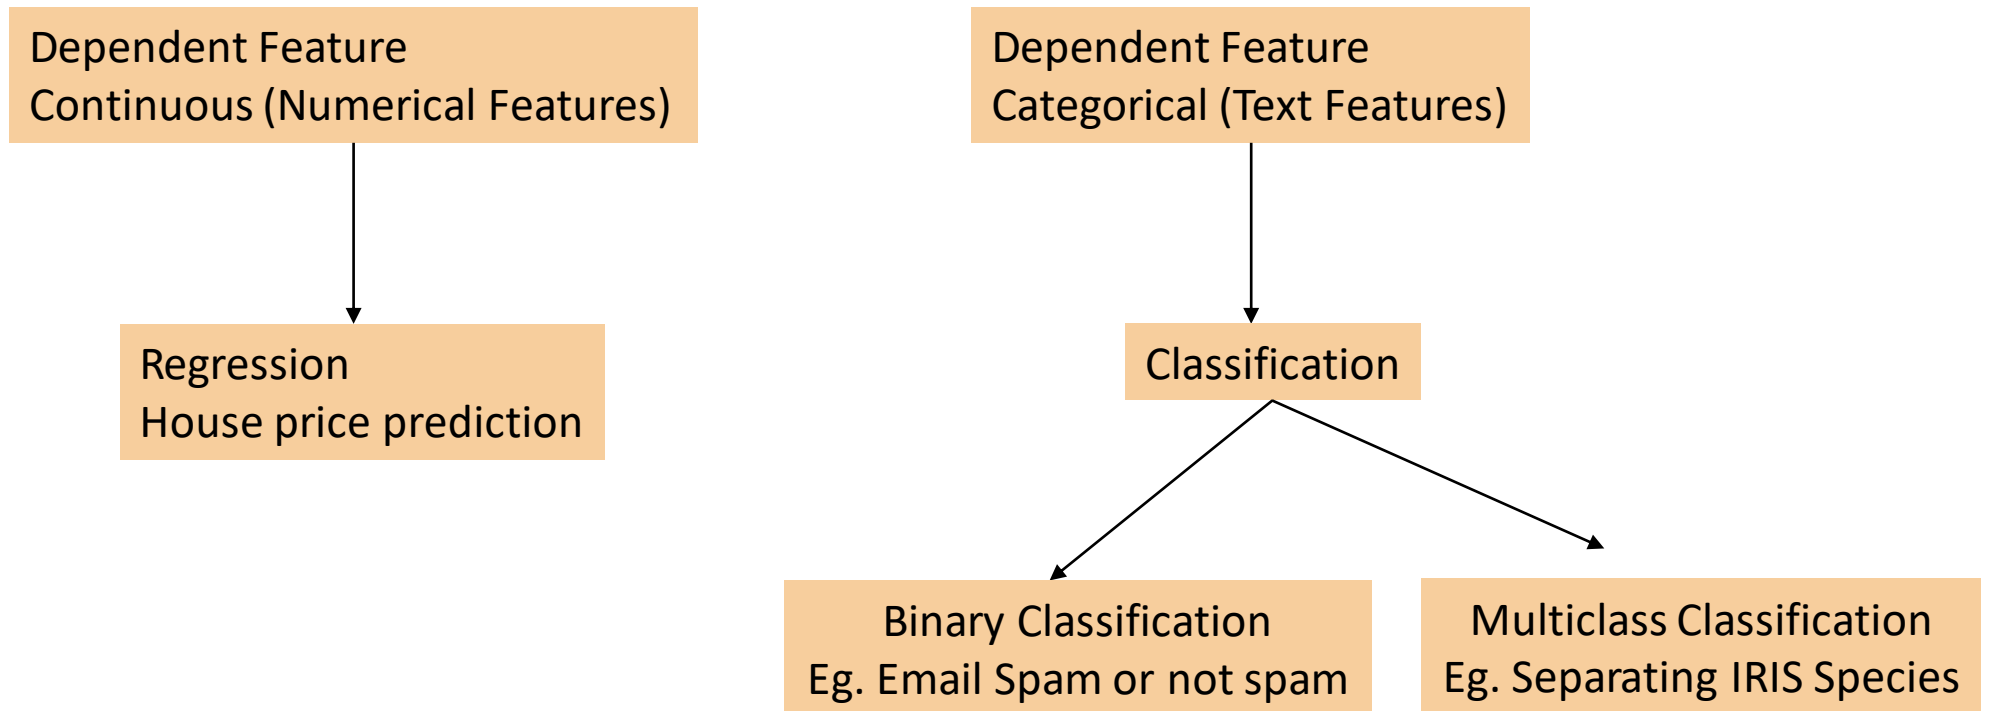 Dependent Feature
Continuous (Numerical Features)
Dependent Feature
Categorical (Text Features)
Regression
House price prediction
Classification
Binary Classification
Eg. Email Spam or not spam
Multiclass Classification
Eg. Separating IRIS Species